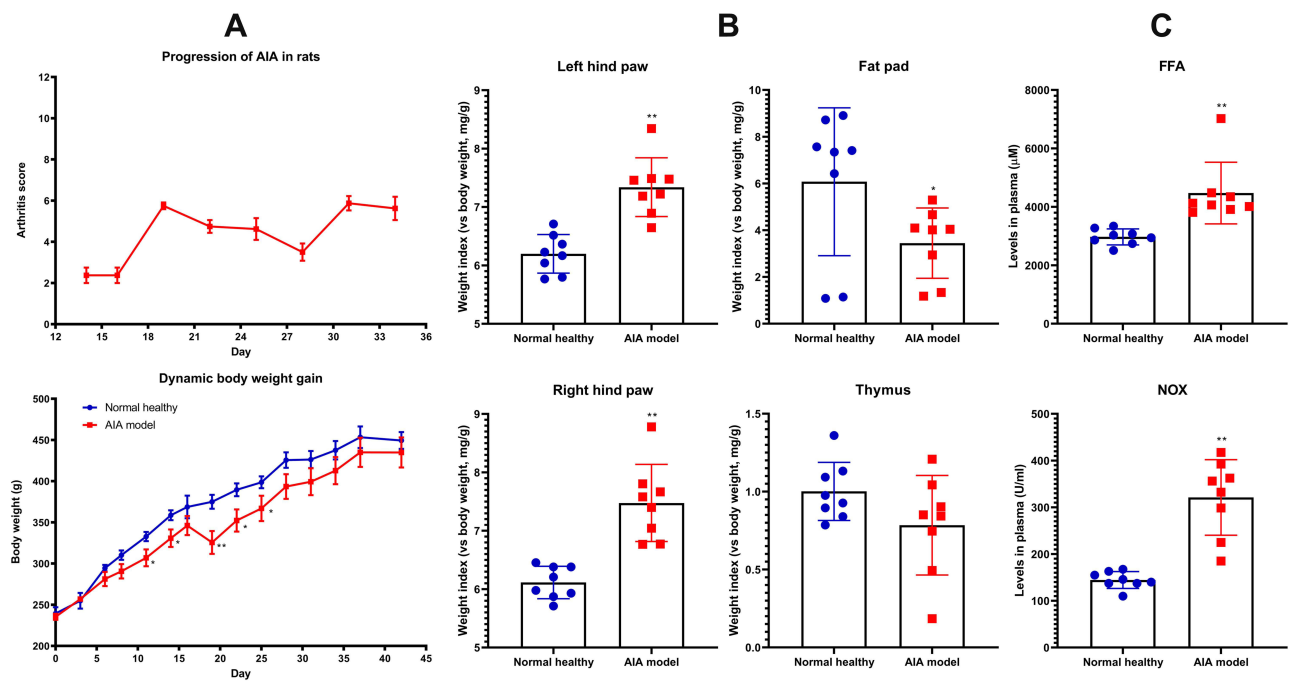 A
B
C
Progression of AIA in rats
Arthritis score
12
10
8
6
4
2
0
12 15 18 21 24 27 30 33 36
Day
Left hind paw
Weight index (vs body weight, mg/g)
9
8
7
6
5
**
Normal healthy AIA model
Fat pad
Weight index (vs body weight, mg/g)
10
8
6
4
2
0
*
Normal healthy AIA model
FFA
Levels in plasma (μM)
8000
6000
4000
2000
0
**
Normal healthy AIA model
Dynamic body weight gain
Body weight (g)
500
450
400
350
300
250
200
Normal healthy
AIA model
*
*
**
*
*
0 5 10 15 20 25 30 35 40 45
Day
Right hind paw
Weight index (vs body weight, mg/g)
9
8
7
6
5
**
Normal healthy AIA model
Thymus
Weight index (vs body weight, mg/g)
1.5
1.0
0.5
0.0
Normal healthy AIA model
NOX
Levels in plasma (U/ml)
500
400
300
200
100
0
**
Normal healthy AIA model